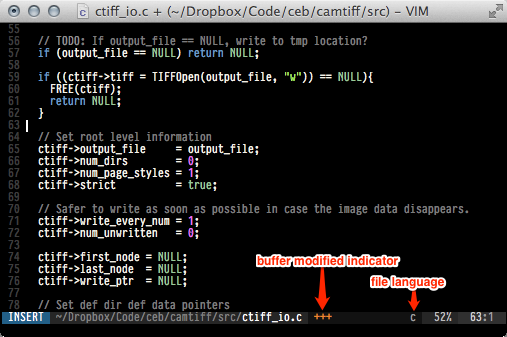 ctiff_io.c + (~/Dropbox/Code/ceb/camtiff/src) – VIM
55
56 // TODO: If output_file == NULL, write to tmp location?
57 if (output_file == NULL) return NULL;
58
59 if ((ctiff->tiff = TIFFOpen(output_file, "w")) == NULL){
60 FREE(ctiff);
61 return NULL;
62 }
63
64 // Set root level information
65 ctiff->output_file = output_file;
66 ctiff->num_dirs = 0;
67 ctiff->num_page_styles = 1;
68 ctiff->strict = true;
69
70 // Safer to write as soon as possible in case the image data disappears.
71 ctiff->write_every_num = 1;
72 ctiff->num_unwritten = 0;
73
74 ctiff->first_node = NULL;
75 ctiff->last_node = NULL;
76 ctiff->write_ptr = NULL;
77
78 // Set def dir def data pointers
buffer modified indicator
file language
INSERT ~/Dropbox/Code/ceb/camtiff/src/ctiff_io.c +++ c 52% 63:1